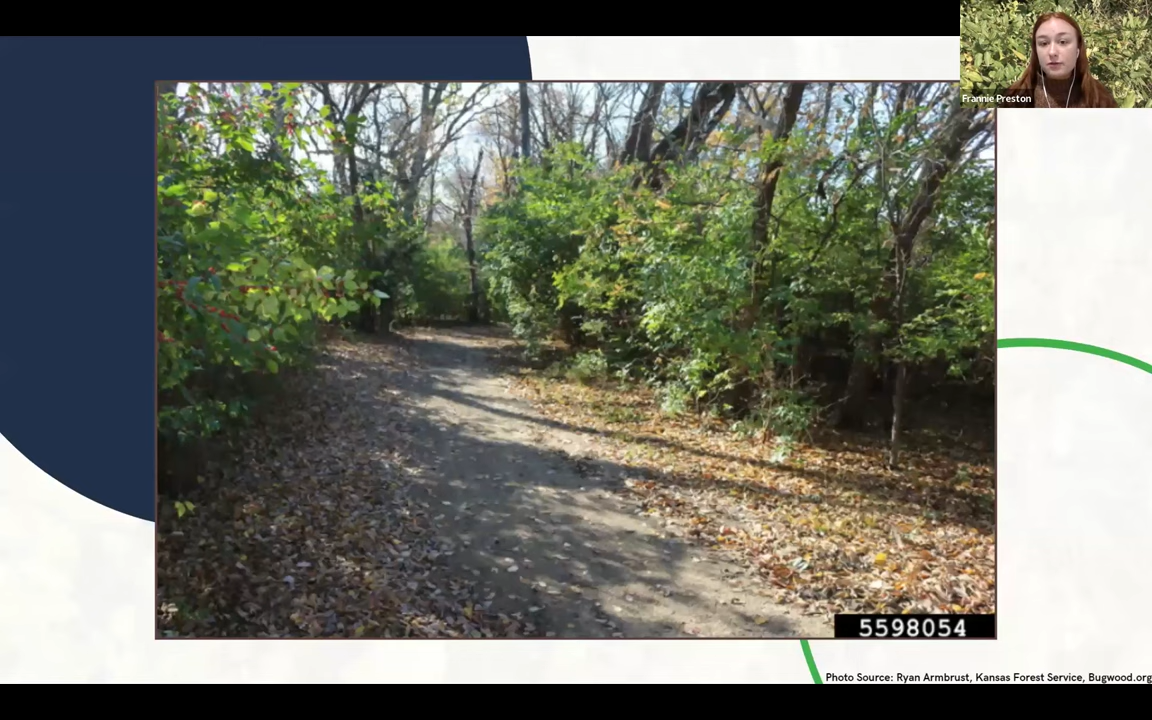 Frannie Preston
5598054
Photo Source: Ryan Armbrust, Kansas Forest Service, Bugwood.org